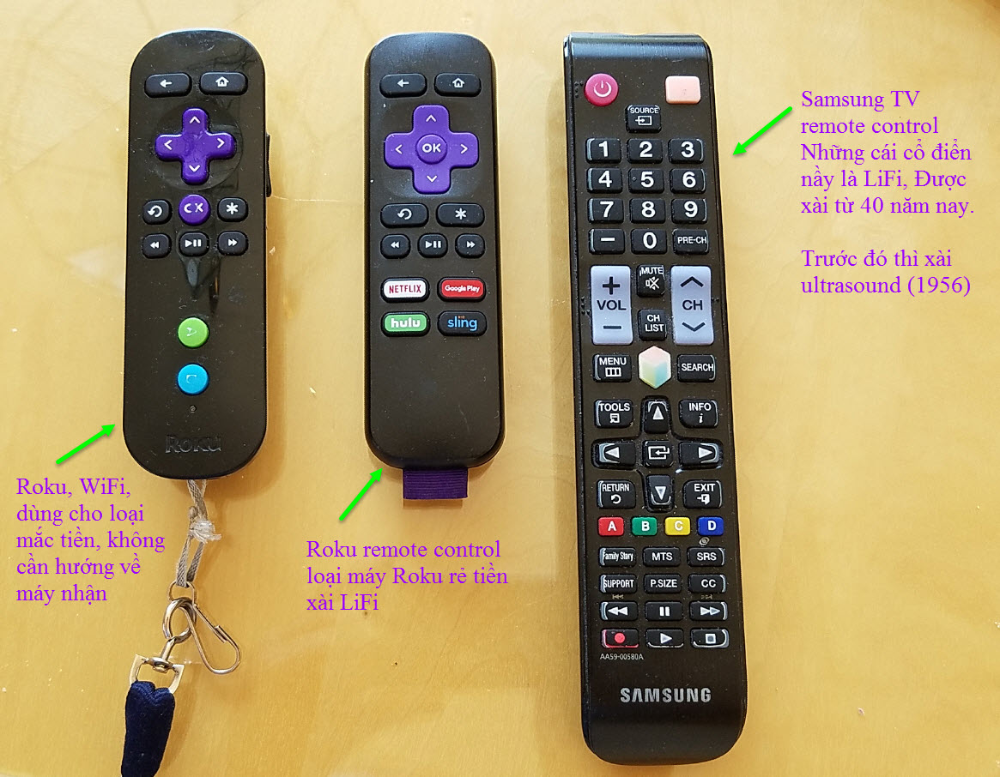 Roku, WiFi,
dùng cho loại
mắc tiền, không
cần hướng về
máy nhận
Roku
OK
NETFLIX
Google Play
hulu
sling
Roku remote control
loại máy Roku rẻ tiền
xài LiFi
SOURCE
1 2 3
4 5 6
7 8 9
– 0 PRE-CH
MUTE
+
VOL
–
CH
CH
LIST
MENU
SEARCH
TOOLS
INFO
i
RETURN
EXIT
A B C D
Family Story MTS SRS
SUPPORT P.SIZE CC
AA59-00580A
SAMSUNG
Samsung TV
remote control
Những cái cổ điển
nầy là LiFi, Được
xài từ 40 năm nay.
Trước đó thì xài
ultrasound (1956)